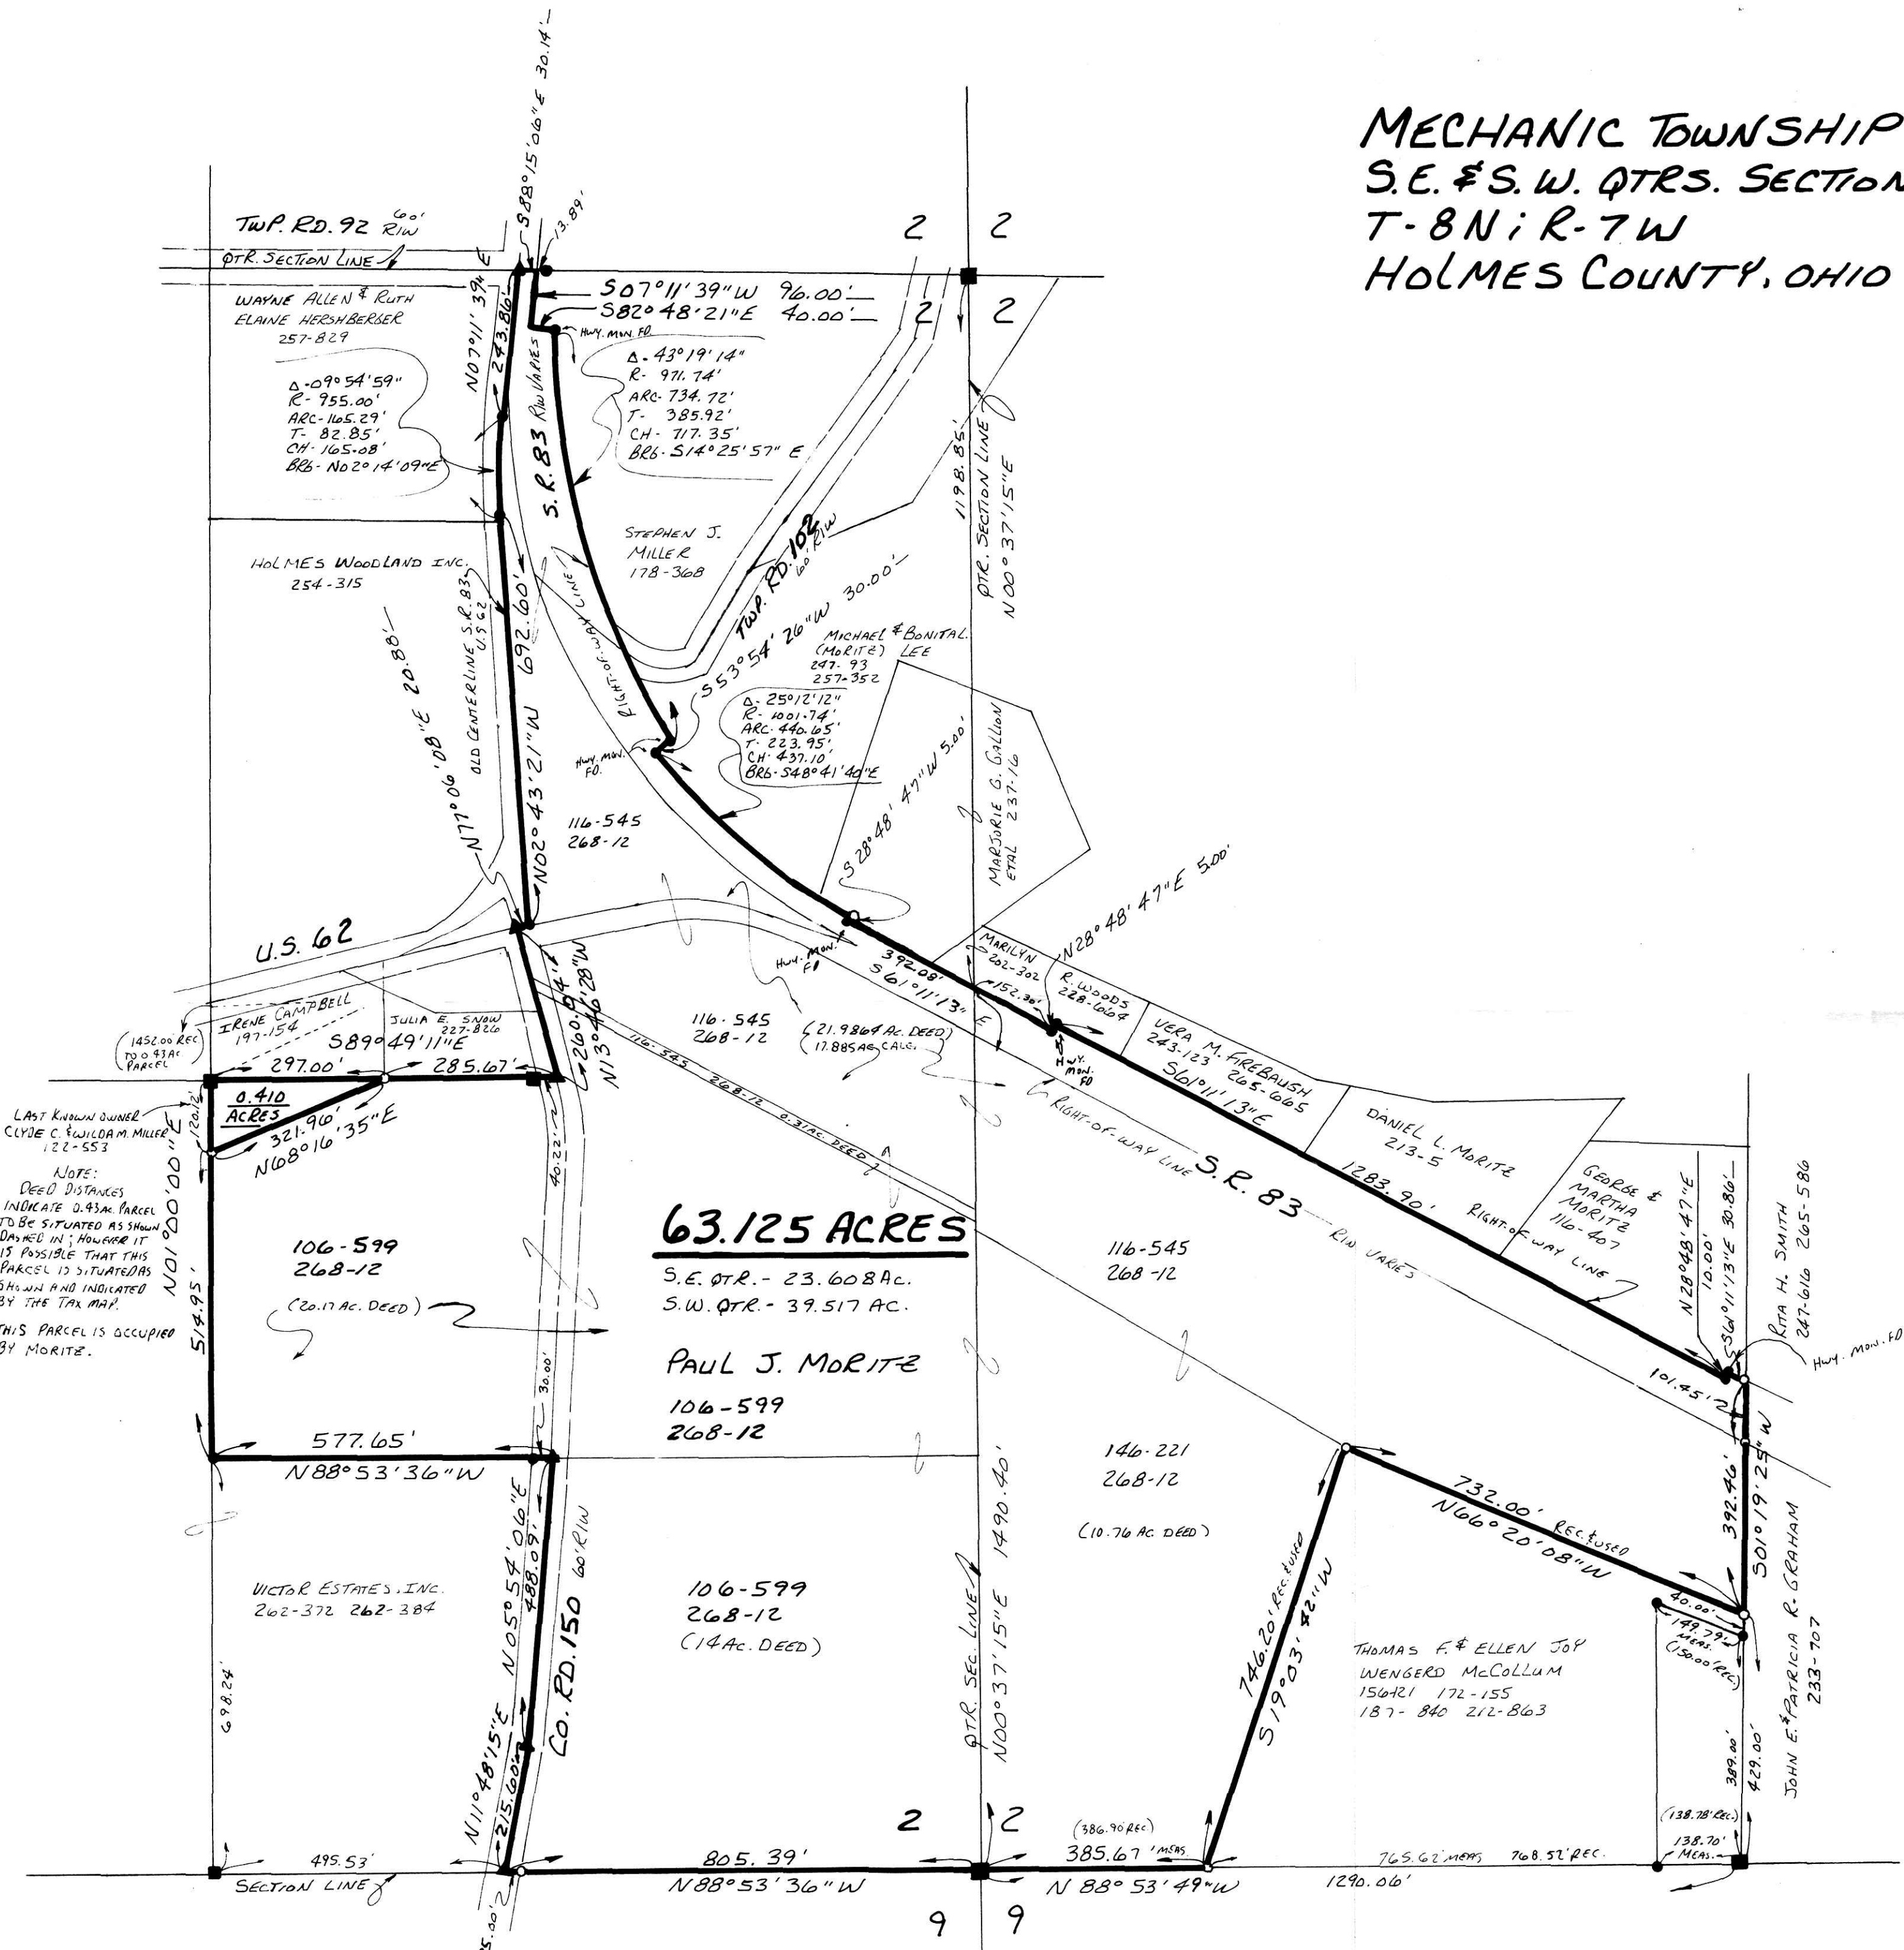 MECHANIC TOWNSHIP
S.E. & S.W. QTRS. SECTION
T-8N; R-7W
HOLMES COUNTY, OHIO
S88°15'06"E 30.14'
13.89'
TWP. RD. 92 60' R/W
QTR. SECTION LINE
2 2
2 2
WAYNE ALLEN & RUTH
ELAINE HERSHBERGER
257-829
N07°11'39"E
243.86'
S07°11'39"W 96.00'
S82°48'21"E 40.00'
HWY. MON. FD.
Δ-09°54'59"
R-955.00'
ARC-165.29'
T-82.85'
CH-165.08'
BRG-N02°14'09"E
Δ-43°19'14"
R-971.74'
ARC-734.72'
T-385.92'
CH-717.35'
BRG-S14°25'57"E
S.R. 83 R/W VARIES
1198.85'
QTR. SECTION LINE
N00°37'15"E
HOLMES WOODLAND INC.
254-315
STEPHEN J.
MILLER
178-368
TWP. RD. 102
60' R/W
OLD CENTERLINE S.R. 83
U.S 62
692.60'
N02°43'21"W
RIGHT-OF-WAY LINE
S53°54'26"W 30.00'
N77°06'08"E 20.88'
MICHAEL & BONITA L.
(MORITZ) LEE
247-93
257-352
Δ-25°12'12"
R-1001.74'
ARC-440.65'
T-223.95'
CH-437.10'
BRG-S48°41'40"E
HWY. MON.
FD.
MARJORIE G. GALLION
ETAL 237-16
116-545
268-12
S28°48'47"W 5.00'
N28°48'47"E 5.00'
U.S. 62
HWY. MON.
FD
392.08'
S61°11'13"E
152.30'
MARILYN
202-302
R. WOODS
228-664
HWY.
MON.
FD
VERA M. FIREBAUGH
243-123 265-665
S61°11'13"E
DANIEL L. MORITZ
213-5
1283.90'
GEORGE &
MARTHA
MORITZ
116-407
RIGHT-OF-WAY LINE
N28°48'47"E
10.00'
S61°11'13"E 30.86'
RITA H. SMITH
247-616 265-586
HWY. MON. FD
(1452.00 REC
TO 0.43 AC
PARCEL)
IRENE CAMPBELL
197-154
JULIA E. SNOW
227-826
S89°49'11"E
297.00'
285.67'
260.94'
N13°46'28"W
116-545
268-12
(21.9864 AC. DEED)
17.885 AC CALC.
116-545 268-12 0.31 AC. DEED
RIGHT-OF-WAY LINE
S.R. 83 R/W VARIES
0.410
ACRES
321.96'
N68°16'35"E
120.12'
40.22'
LAST KNOWN OWNER
CLYDE C. & WILDA M. MILLER
122-553
NOTE:
DEED DISTANCES
INDICATE 0.43 AC. PARCEL
TO BE SITUATED AS SHOWN
DASHED IN; HOWEVER IT
IS POSSIBLE THAT THIS
PARCEL IS SITUATED AS
SHOWN AND INDICATED
BY THE TAX MAP.
THIS PARCEL IS OCCUPIED
BY MORITZ.
N01°00'00"E
514.95'
106-599
268-12
(20.17 AC. DEED)
63.125 ACRES
S.E. QTR. - 23.608 AC.
S.W. QTR. - 39.517 AC.
PAUL J. MORITZ
106-599
268-12
116-545
268-12
101.45'
30.00'
577.65'
N88°53'36"W
146-221
268-12
(10.76 AC. DEED)
732.00' REC. & USED
N66°20'08"W
392.46'
S01°19'25"W
VICTOR ESTATES, INC.
262-372 262-384
N05°54'06"E
488.09'
CO. RD. 150 60' R/W
106-599
268-12
(14 AC. DEED)
QTR. SEC. LINE
N00°37'15"E 1490.40'
746.20' REC. & USED
S19°03'42"W
THOMAS F. & ELLEN JOY
WENGERD McCOLLUM
172-155
187-840 212-863
40.00'
149.79'
MEAS.
(150.00' REC)
JOHN E. & PATRICIA R. GRAHAM
233-707
389.00'
429.00'
698.24'
N11°48'15"E
215.60'
2 2
495.53'
SECTION LINE
805.39'
N88°53'36"W
(386.90' REC)
385.67' MEAS
N88°53'49"W
765.62' MEAS 768.52' REC.
1290.06'
(138.78' REC.)
138.70'
MEAS.
9 9